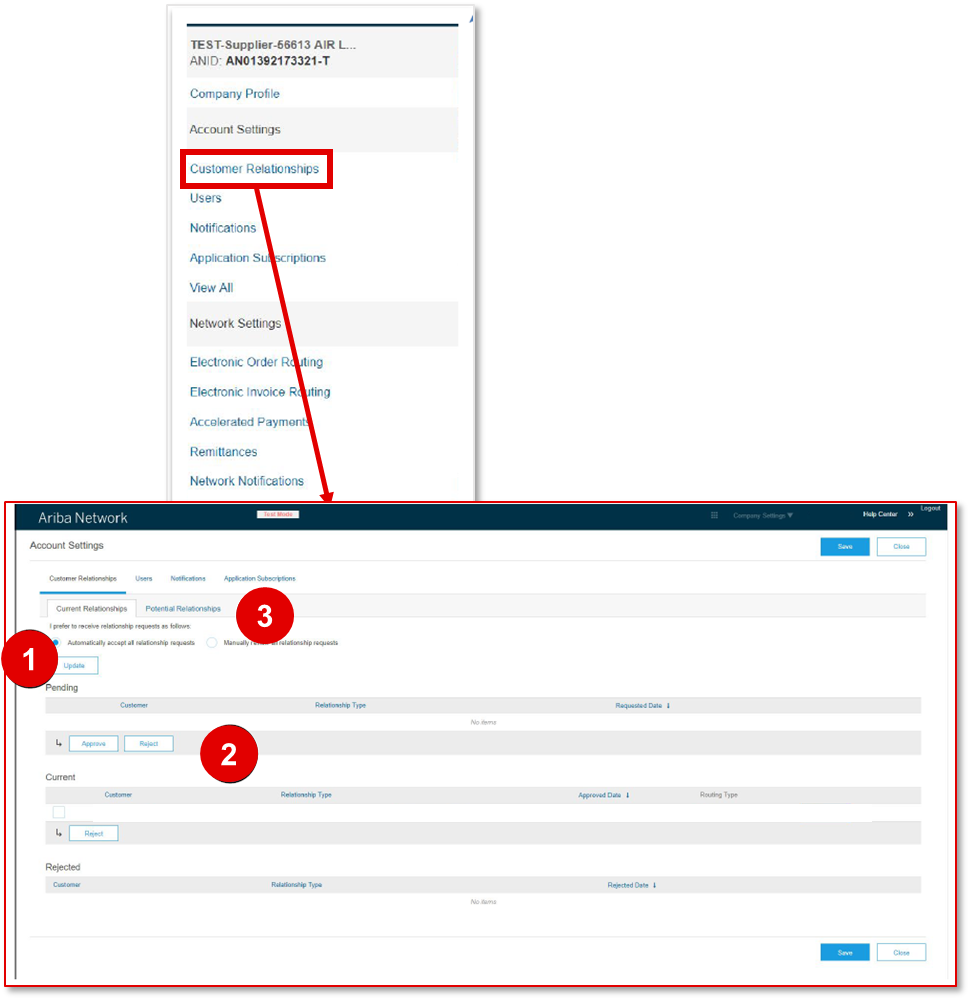 TEST-Supplier-56613 AIR L...
ANID: AN01392173321-T
Company Profile
Account Settings
Customer Relationships
Users
Notifications
Application Subscriptions
View All
Network Settings
Electronic Order Routing
Electronic Invoice Routing
Accelerated Payments
Remittances
Network Notifications
Ariba Network
Test Mode
Company Settings
Help Center »
Logout
Account Settings
Save
Close
Customer Relationships
Users
Notifications
Application Subscriptions
Current Relationships
Potential Relationships
3
I prefer to receive relationship requests as follows:
Automatically accept all relationship requests
Manually all relationship requests
1
Update
Pending
Customer
Relationship Type
Requested Date
No items
Approve
Reject
2
Current
Customer
Relationship Type
Approved Date
Routing Type
Reject
Rejected
Customer
Relationship Type
Rejected Date
No items
Save
Close